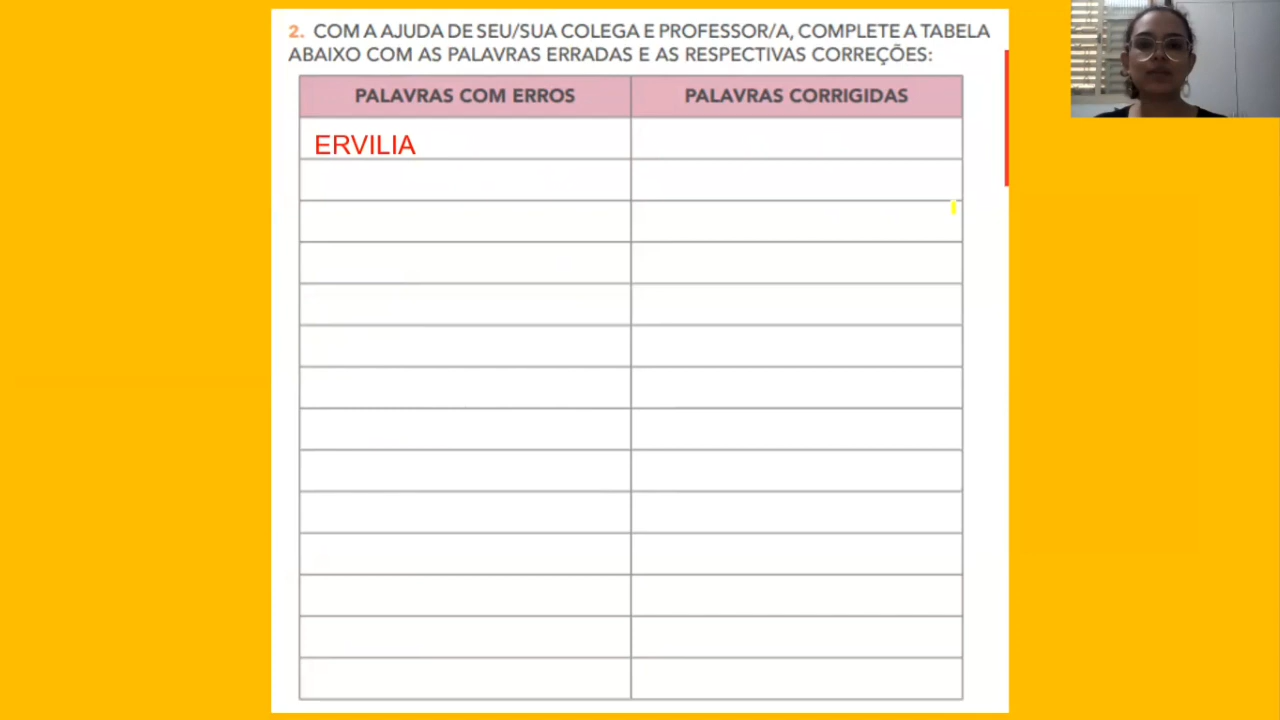 2. COM A AJUDA DE SEU/SUA COLEGA E PROFESSOR/A, COMPLETE A TABELA
ABAIXO COM AS PALAVRAS ERRADAS E AS RESPECTIVAS CORREÇÕES:
PALAVRAS COM ERROS PALAVRAS CORRIGIDAS
ERVILIA